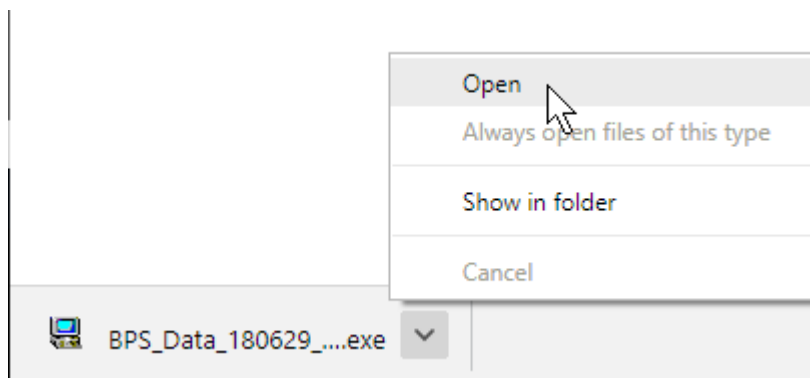 Open
Always open files of this type
Show in folder
Cancel
BPS_Data_180629_....exe